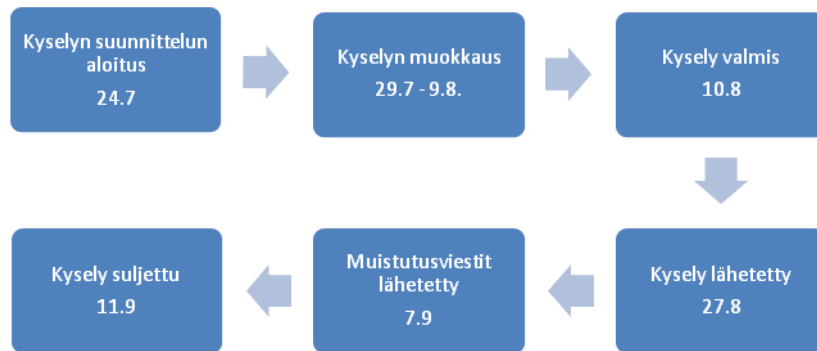 Kyselyn suunnittelun
aloitus
24.7
Kyselyn muokkaus
29.7 - 9.8.
Kysely valmis
10.8
Kysely lähetetty
27.8
Muistutusviestit
lähetetty
7.9
Kysely suljettu
11.9